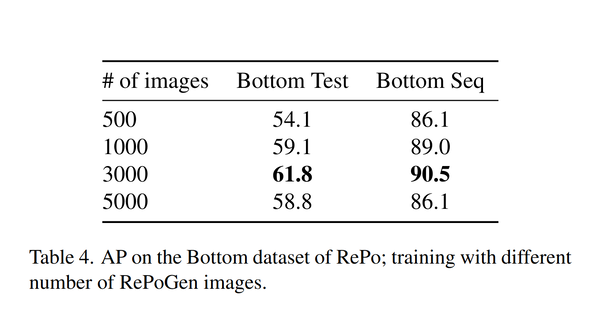 # of images Bottom Test Bottom Seq
500 54.1 86.1
1000 59.1 89.0
3000 61.8 90.5
5000 58.8 86.1
Table 4. AP on the Bottom dataset of RePo; training with different
number of RePoGen images.